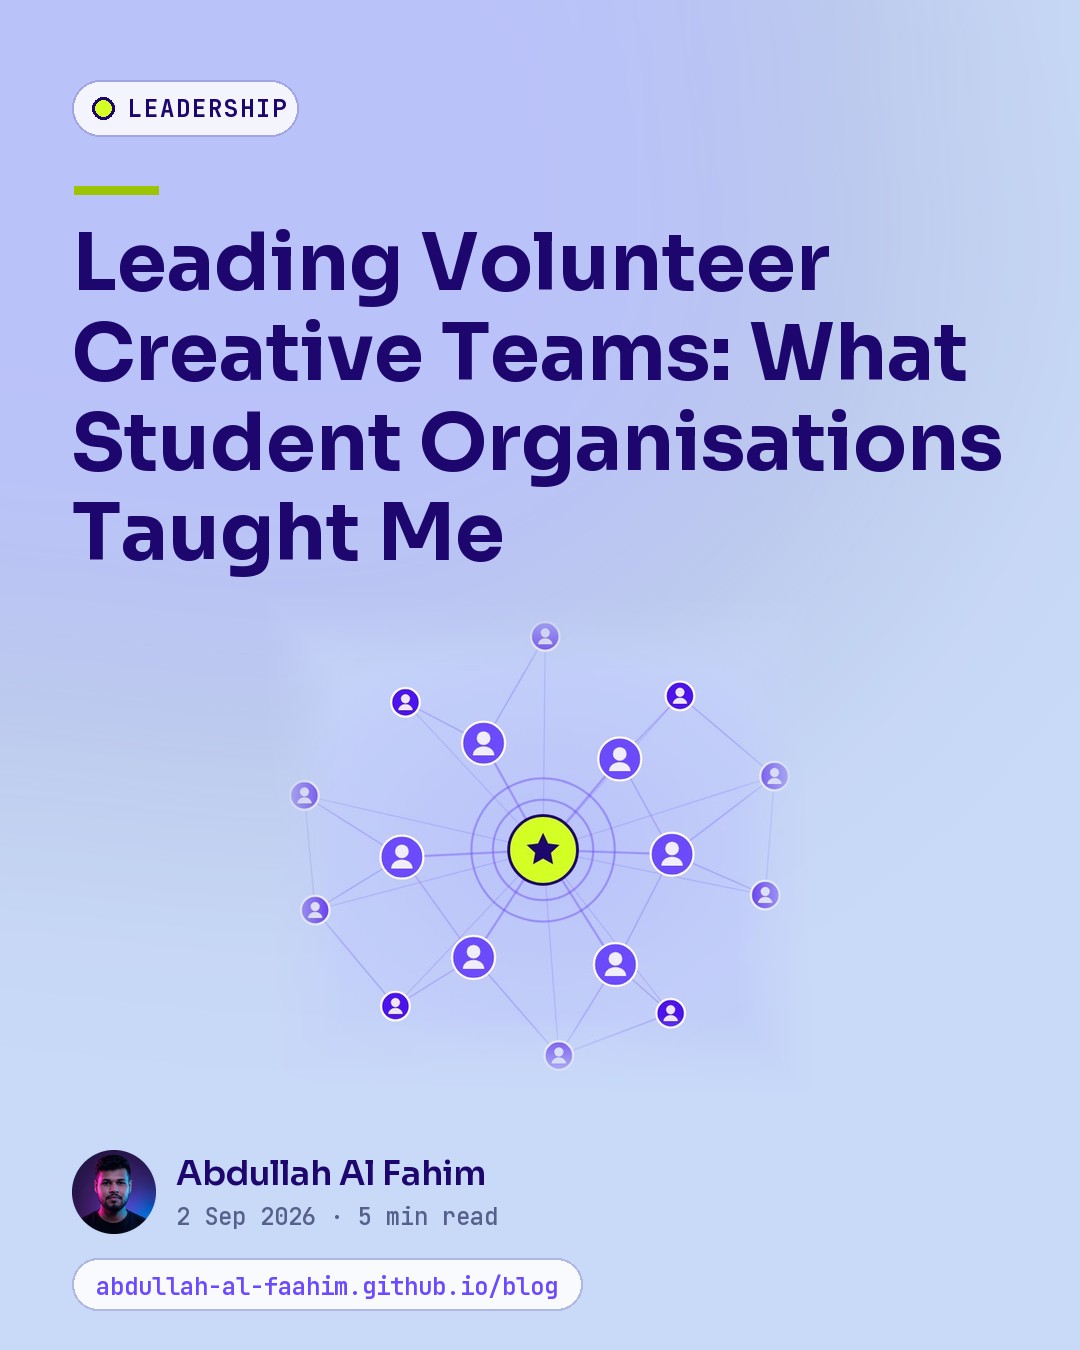 LEADERSHIP
Leading Volunteer
Creative Teams: What
Student Organisations
Taught Me
Abdullah Al Fahim
2 Sep 2026 · 5 min read
abdullah-al-faahim.github.io/blog